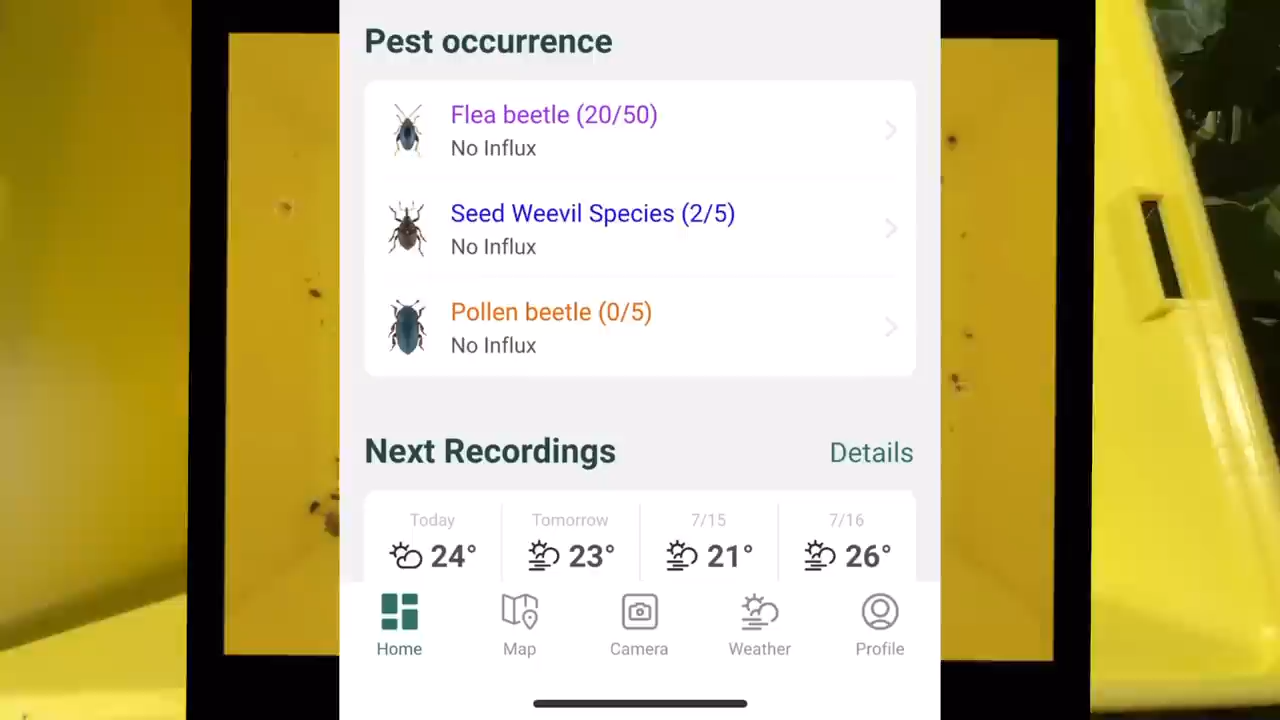 Pest occurrence
Flea beetle (20/50)
No Influx
Seed Weevil Species (2/5)
No Influx
Pollen beetle (0/5)
No Influx
Next Recordings
Details
Today
Tomorrow
7/15
7/16
24°
23°
21°
26°
Home
Map
Camera
Weather
Profile